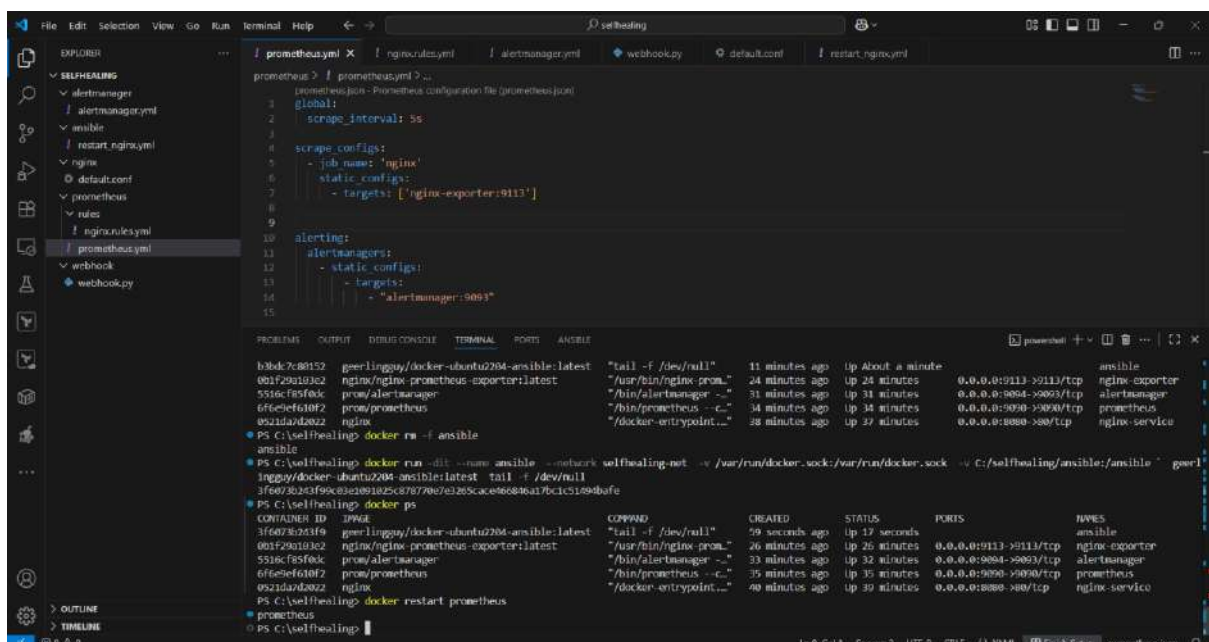 File Edit Selection View Go Run Terminal Help
selfhealing
EXPLORER
SELFHEALING
alertmanager
alertmanager.yml
ansible
restart_nginx.yml
nginx
default.conf
prometheus
rules
nginx.rules.yml
prometheus.yml
webhook
webhook.py
OUTLINE
TIMELINE
prometheus.yml nginx.rules.yml alertmanager.yml webhook.py default.conf restart_nginx.yml
prometheus > prometheus.yml > ...
prometheus.json - Prometheus configuration file (prometheus.json)
1 global:
2 scrape_interval: 5s
3
4 scrape_configs:
5 - job_name: 'nginx'
6 static_configs:
7 - targets: ['nginx-exporter:9113']
8
9
10 alerting:
11 alertmanagers:
12 - static_configs:
13 - targets:
14 - "alertmanager:9093"
15
PROBLEMS OUTPUT DEBUG CONSOLE TERMINAL PORTS ANSIBLE
powershell
geerlingguy/docker-ubuntu2204-ansible:latest "tail -f /dev/null" 11 minutes ago Up About a minute ansible
0b1f29a103e2 nginx/nginx-prometheus-exporter:latest "/usr/bin/nginx-prom…" 24 minutes ago Up 24 minutes 0.0.0.0:9113->9113/tcp nginx-exporter
5516cf85f0dc prom/alertmanager "/bin/alertmanager -…" 31 minutes ago Up 31 minutes 0.0.0.0:9094->9093/tcp alertmanager
6f6e9ef610f2 prom/prometheus "/bin/prometheus --c…" 34 minutes ago Up 34 minutes 0.0.0.0:9090->9090/tcp prometheus
0521da7d2022 nginx "/docker-entrypoint.…" 38 minutes ago Up 37 minutes 0.0.0.0:8080->80/tcp nginx-service
PS C:\selfhealing> docker rm -f ansible
ansible
PS C:\selfhealing> docker run -dit --name ansible --network selfhealing-net -v /var/run/docker.sock:/var/run/docker.sock -v C:/selfhealing/ansible:/ansible ` geerl
ingguy/docker-ubuntu2204-ansible:latest tail -f /dev/null
PS C:\selfhealing> docker ps
CONTAINER ID IMAGE COMMAND CREATED STATUS PORTS NAMES
3f6073b243f9 geerlingguy/docker-ubuntu2204-ansible:latest "tail -f /dev/null" 59 seconds ago Up 17 seconds ansible
0b1f29a103e2 nginx/nginx-prometheus-exporter:latest "/usr/bin/nginx-prom…" 26 minutes ago Up 26 minutes 0.0.0.0:9113->9113/tcp nginx-exporter
5516cf85f0dc prom/alertmanager "/bin/alertmanager -…" 33 minutes ago Up 32 minutes 0.0.0.0:9094->9093/tcp alertmanager
6f6e9ef610f2 prom/prometheus "/bin/prometheus --c…" 35 minutes ago Up 35 minutes 0.0.0.0:9090->9090/tcp prometheus
0521da7d2022 nginx "/docker-entrypoint.…" 40 minutes ago Up 39 minutes 0.0.0.0:8080->80/tcp nginx-service
PS C:\selfhealing> docker restart prometheus
prometheus
PS C:\selfhealing>